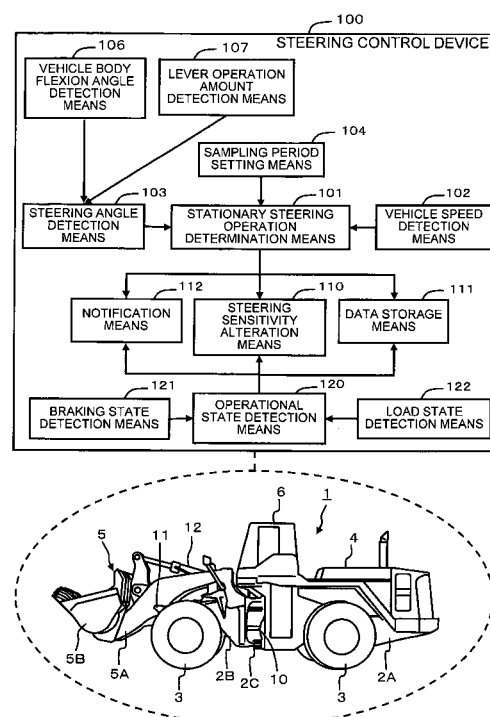 100
STEERING CONTROL DEVICE
106
107
VEHICLE BODY
FLEXION ANGLE
DETECTION
MEANS
LEVER OPERATION
AMOUNT
DETECTION MEANS
104
SAMPLING PERIOD
SETTING MEANS
103
101
102
STEERING ANGLE
DETECTION
MEANS
STATIONARY STEERING
OPERATION
DETERMINATION MEANS
VEHICLE SPEED
DETECTION
MEANS
112
110
111
NOTIFICATION
MEANS
STEERING
SENSITIVITY
ALTERATION
MEANS
DATA STORAGE
MEANS
121
120
122
BRAKING STATE
DETECTION MEANS
OPERATIONAL
STATE DETECTION
MEANS
LOAD STATE
DETECTION MEANS
6
1
5
11
12
4
5B
5A
3
2B
2C
10
3
2A